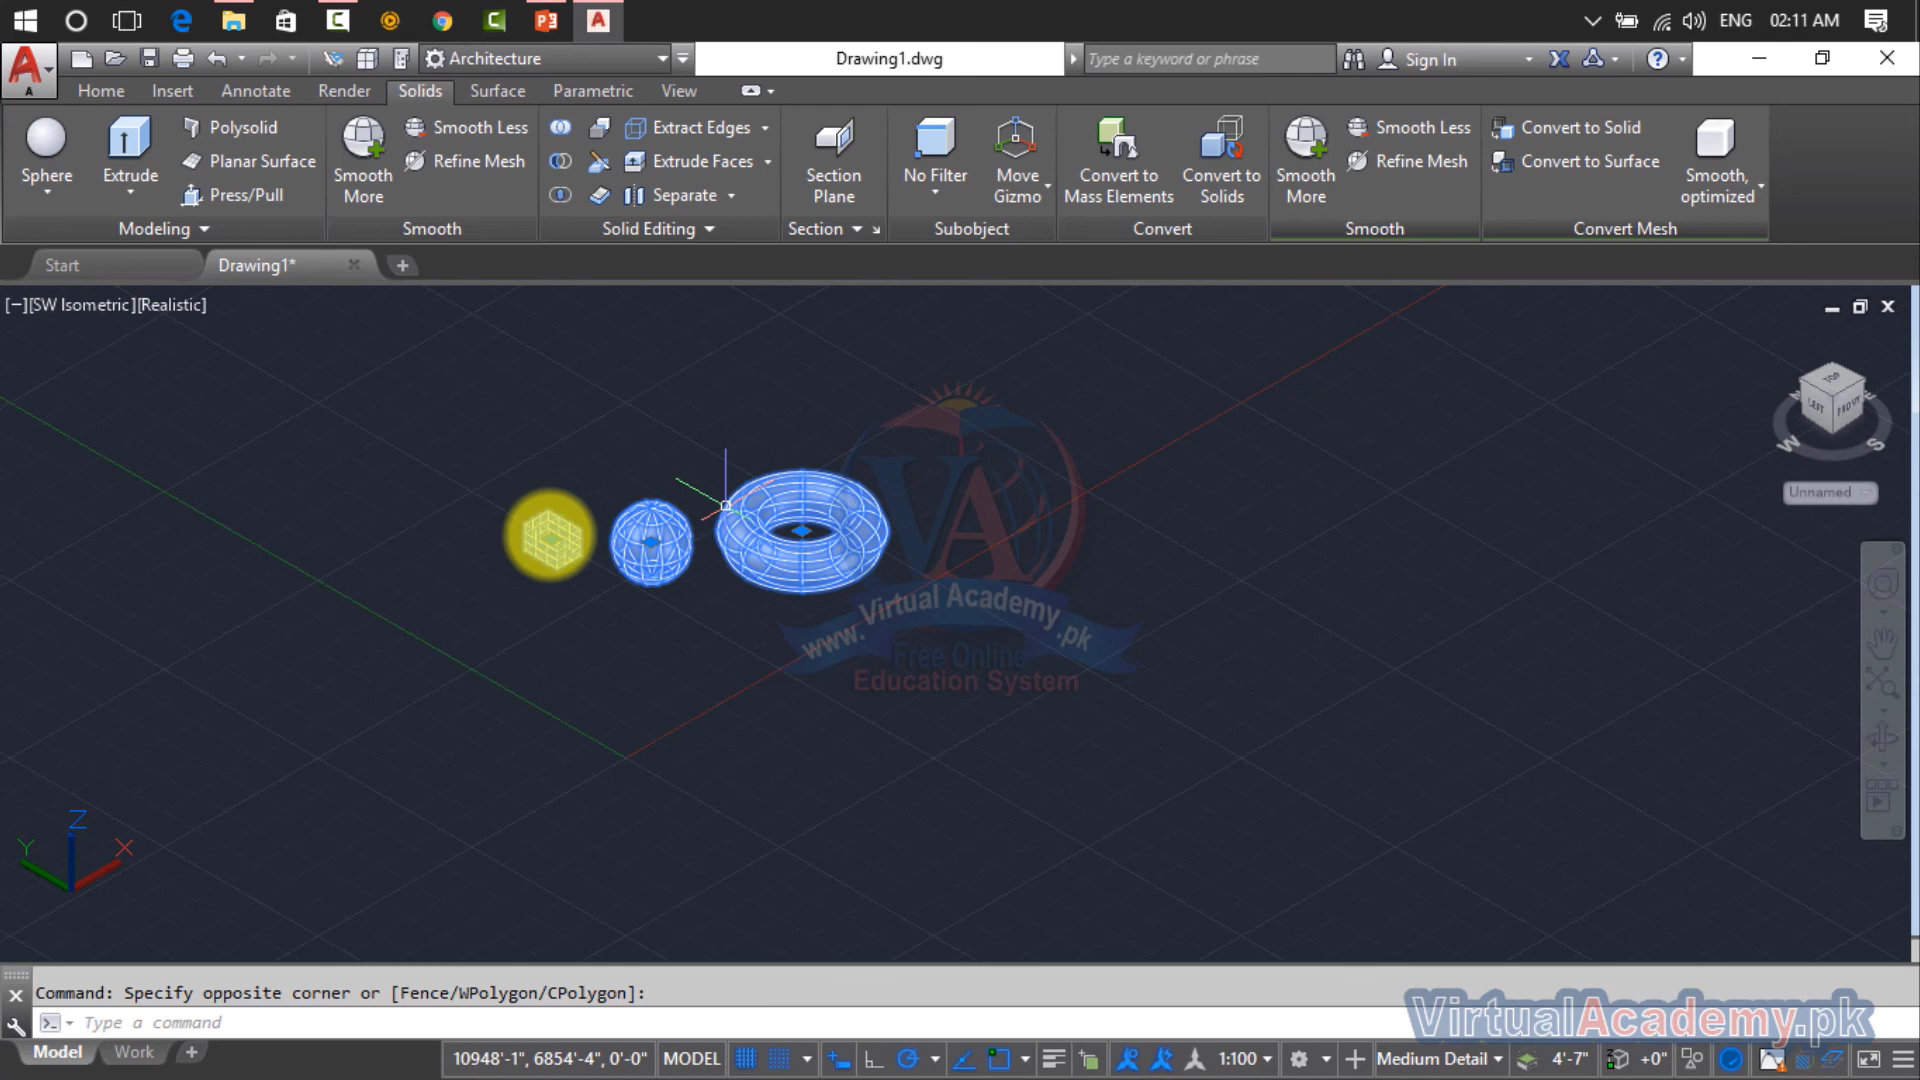 ENG 02:11 AM
A Architecture Drawing1.dwg Type a keyword or phrase Sign In
Home Insert Annotate Render Solids Surface Parametric View
Sphere Extrude Polysolid Planar Surface Press/Pull
Smooth More Smooth Less Refine Mesh
Extract Edges Extrude Faces Separate
Section Plane No Filter Move Gizmo
Convert to Mass Elements Convert to Solids
Smooth More Smooth Less Refine Mesh
Convert to Solid Convert to Surface Smooth, optimized
Modeling Smooth Solid Editing Section Subobject Convert Smooth Convert Mesh
Start Drawing1*
[−][SW Isometric][Realistic]
TOP
LEFT FRONT
W S
Unnamed
VA
www.VirtualAcademy.pk
Free Online
Education System
Z
Y X
Command: Specify opposite corner or [Fence/WPolygon/CPolygon]:
Type a command
VirtualAcademy.pk
Model Work 10948'-1", 6854'-4", 0'-0" MODEL 1:100 Medium Detail 4'-7" +0"